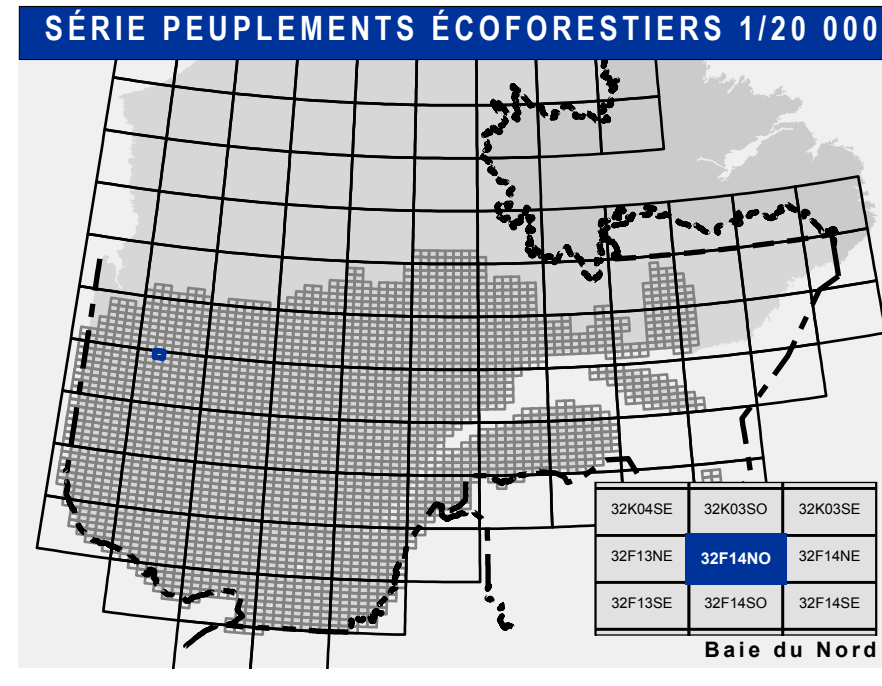 SÉRIE PEUPLEMENTS ÉCOFORESTIERS 1/20 000
32K04SE 32K03SO 32K03SE
32F13NE 32F14NO 32F14NE
32F13SE 32F14SO 32F14SE
Baie du Nord